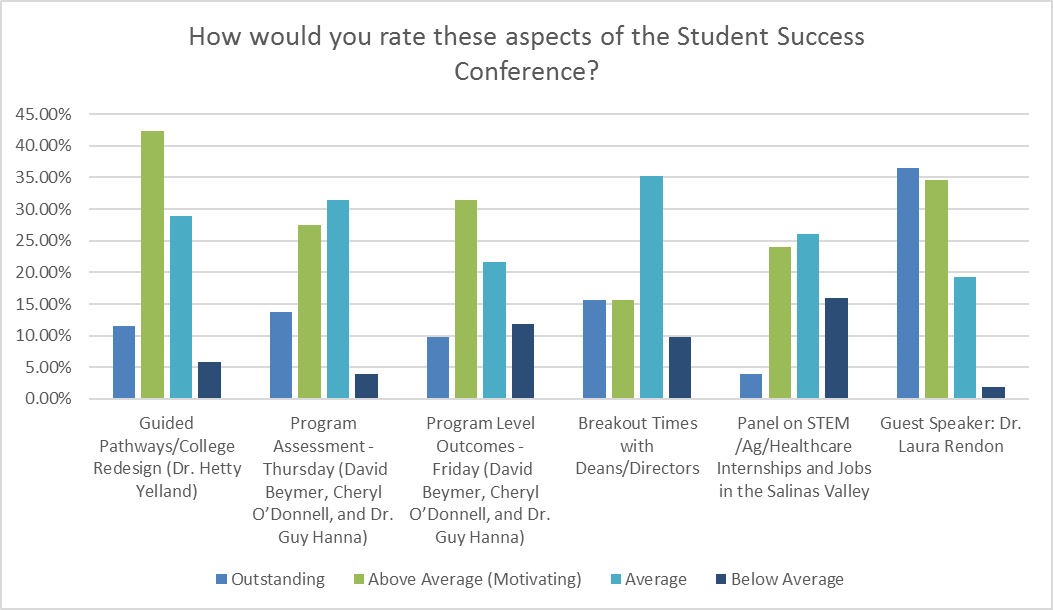 How would you rate these aspects of the Student Success
Conference?
45.00%
40.00%
35.00%
30.00%
25.00%
20.00%
15.00%
10.00%
5.00%
0.00%
Guided
Pathways/College
Redesign (Dr. Hetty
Yelland)
Program
Assessment -
Thursday (David
Beymer, Cheryl
O’Donnell, and Dr.
Guy Hanna)
Program Level
Outcomes -
Friday (David
Beymer, Cheryl
O’Donnell, and Dr.
Guy Hanna)
Breakout Times
with
Deans/Directors
Panel on STEM
/Ag/Healthcare
Internships and Jobs
in the Salinas Valley
Guest Speaker: Dr.
Laura Rendon
Outstanding
Above Average (Motivating)
Average
Below Average